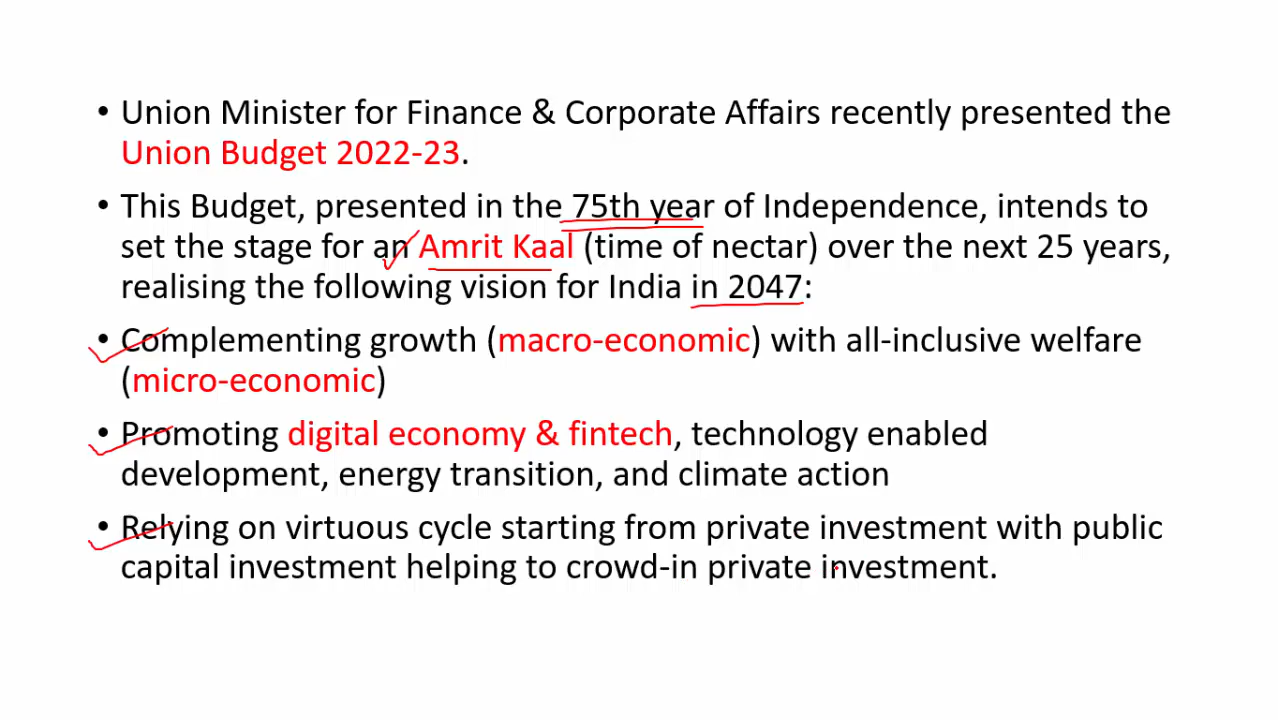 • Union Minister for Finance & Corporate Affairs recently presented the
Union Budget 2022-23.
• This Budget, presented in the 75th year of Independence, intends to
set the stage for an Amrit Kaal (time of nectar) over the next 25 years,
realising the following vision for India in 2047:
• Complementing growth (macro-economic) with all-inclusive welfare
(micro-economic)
• Promoting digital economy & fintech, technology enabled
development, energy transition, and climate action
• Relying on virtuous cycle starting from private investment with public
capital investment helping to crowd-in private investment.